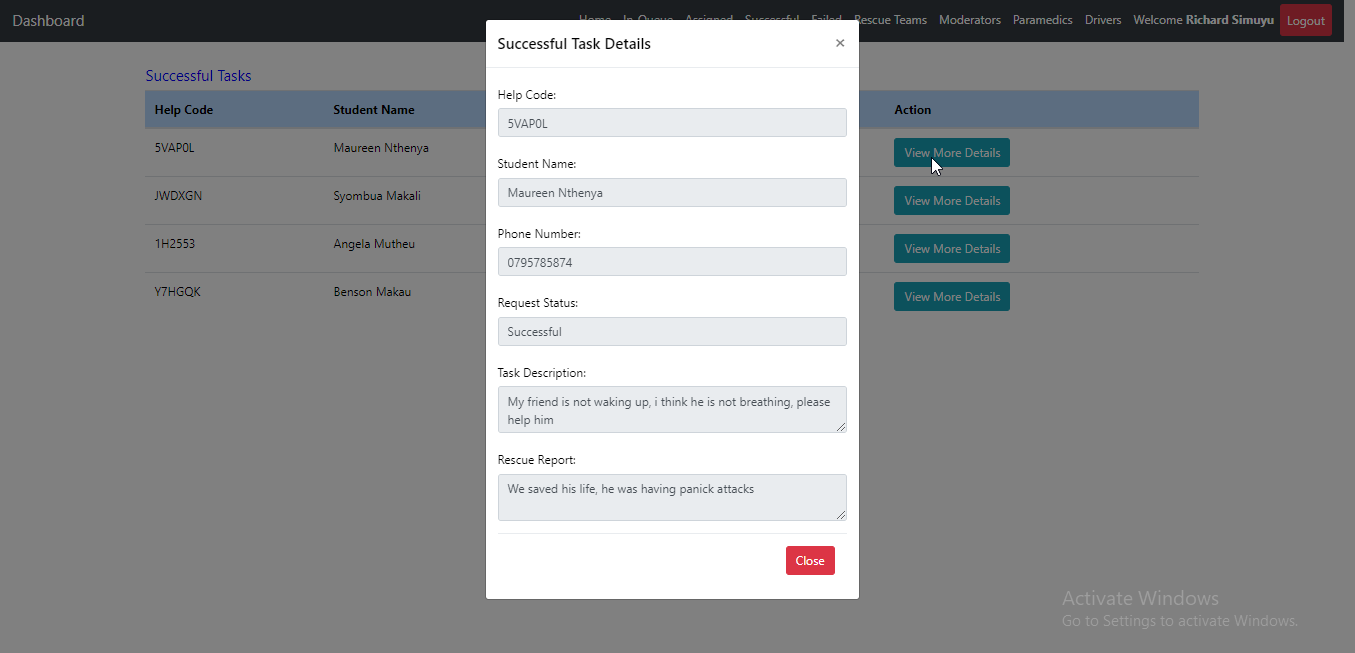 Dashboard
Home In-Queue Assigned Successful Failed Rescue Teams Moderators Paramedics Drivers Welcome Richard Simuyu Logout
Successful Task Details ×
Successful Tasks
Help Code Student Name Action
5VAP0L Maureen Nthenya View More Details
JWDXGN Syombua Makali View More Details
1H2553 Angela Mutheu View More Details
Y7HGQK Benson Makau View More Details
Help Code:
5VAP0L
Student Name:
Maureen Nthenya
Phone Number:
0795785874
Request Status:
Successful
Task Description:
My friend is not waking up, i think he is not breathing, please
help him
Rescue Report:
We saved his life, he was having panick attacks
Close
Activate Windows
Go to Settings to activate Windows.